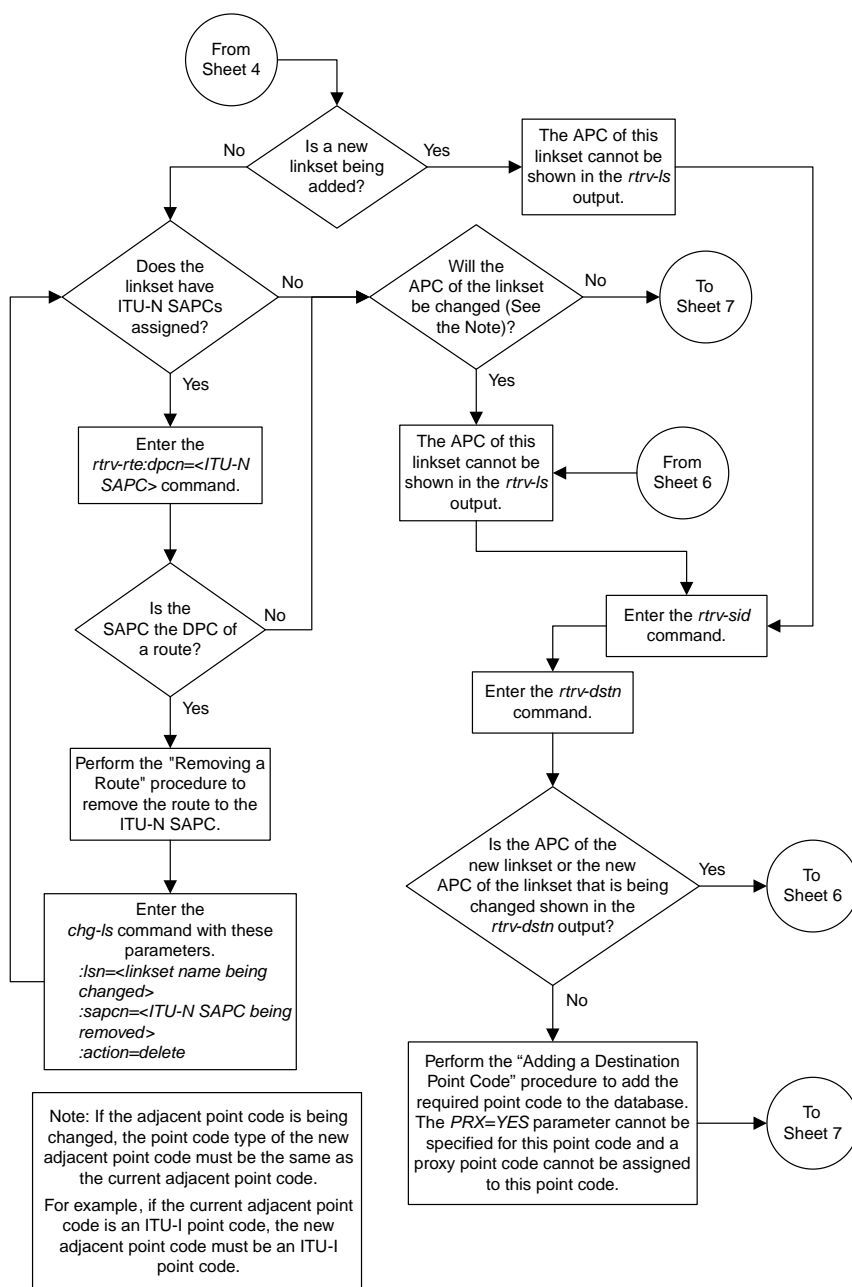 From
Sheet 4
Is a new
linkset being
added?
No
Yes
The APC of this
linkset cannot be
shown in the rtrv-ls
output.
Does the
linkset have
ITU-N SAPCs
assigned?
No
Yes
Will the
APC of the linkset
be changed (See
the Note)?
No
To
Sheet 7
Yes
Enter the
rtrv-rte:dpcn=<ITU-N
SAPC> command.
The APC of this
linkset cannot be
shown in the rtrv-ls
output.
From
Sheet 6
Is the
SAPC the DPC of
a route?
No
Yes
Enter the rtrv-sid
command.
Enter the rtrv-dstn
command.
Perform the "Removing a
Route" procedure to
remove the route to the
ITU-N SAPC.
Is the APC of the
new linkset or the new
APC of the linkset that is being
changed shown in the
rtrv-dstn output?
Yes
To
Sheet 6
No
Enter the
chg-ls command with these
parameters.
:lsn=<linkset name being
changed>
:sapcn=<ITU-N SAPC being
removed>
:action=delete
Perform the “Adding a Destination
Point Code” procedure to add the
required point code to the database.
The PRX=YES parameter cannot be
specified for this point code and a
proxy point code cannot be assigned
to this point code.
To
Sheet 7
Note: If the adjacent point code is being
changed, the point code type of the new
adjacent point code must be the same as
the current adjacent point code.
For example, if the current adjacent point
code is an ITU-I point code, the new
adjacent point code must be an ITU-I
point code.